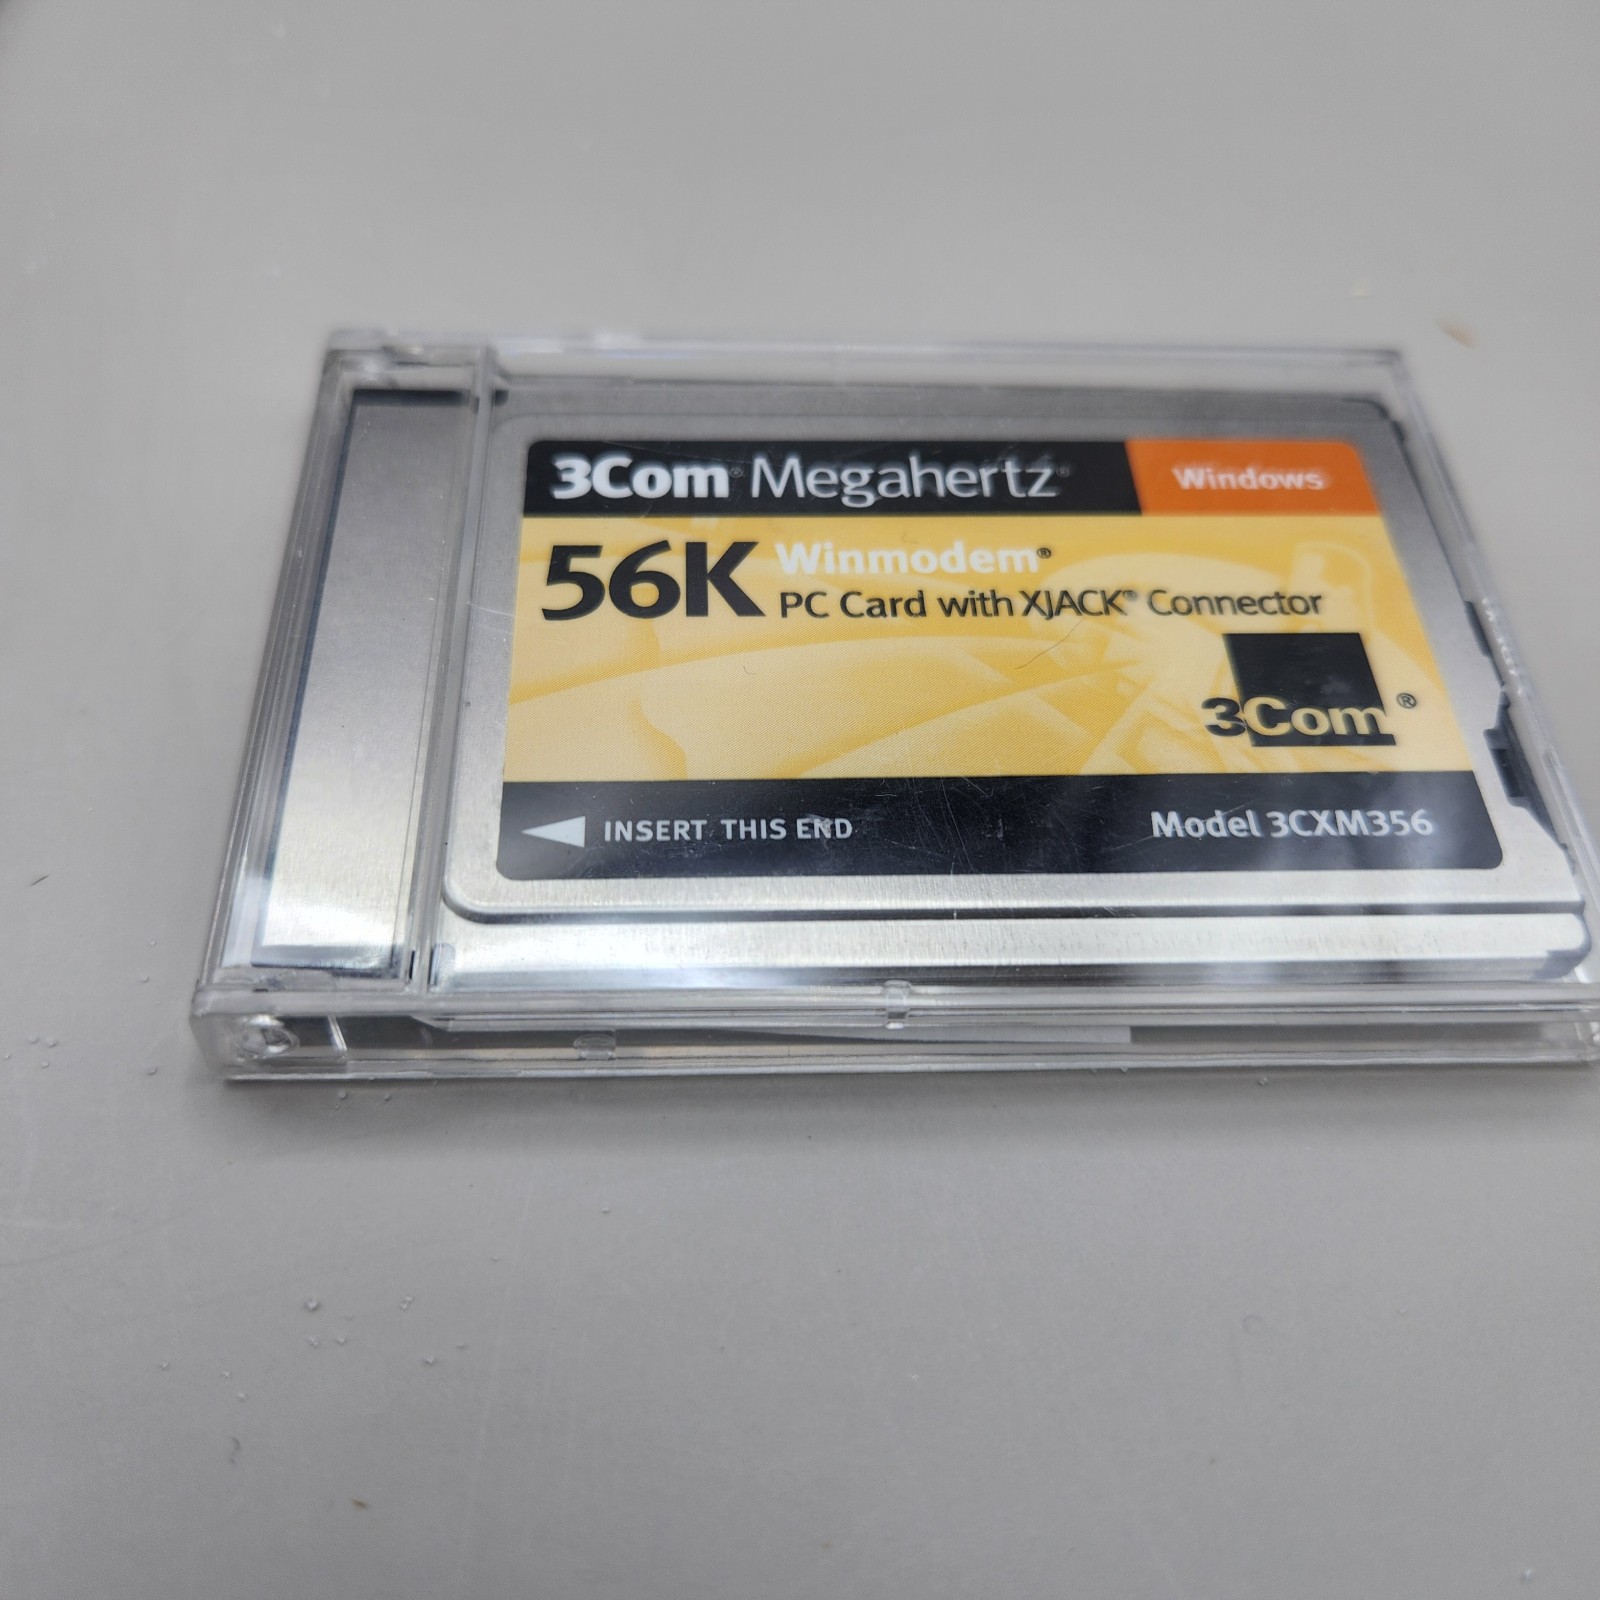 3Com® Megahertz® Windows
56K Winmodem®
PC Card with XJACK® Connector
3Com®
INSERT THIS END Model 3CXM356